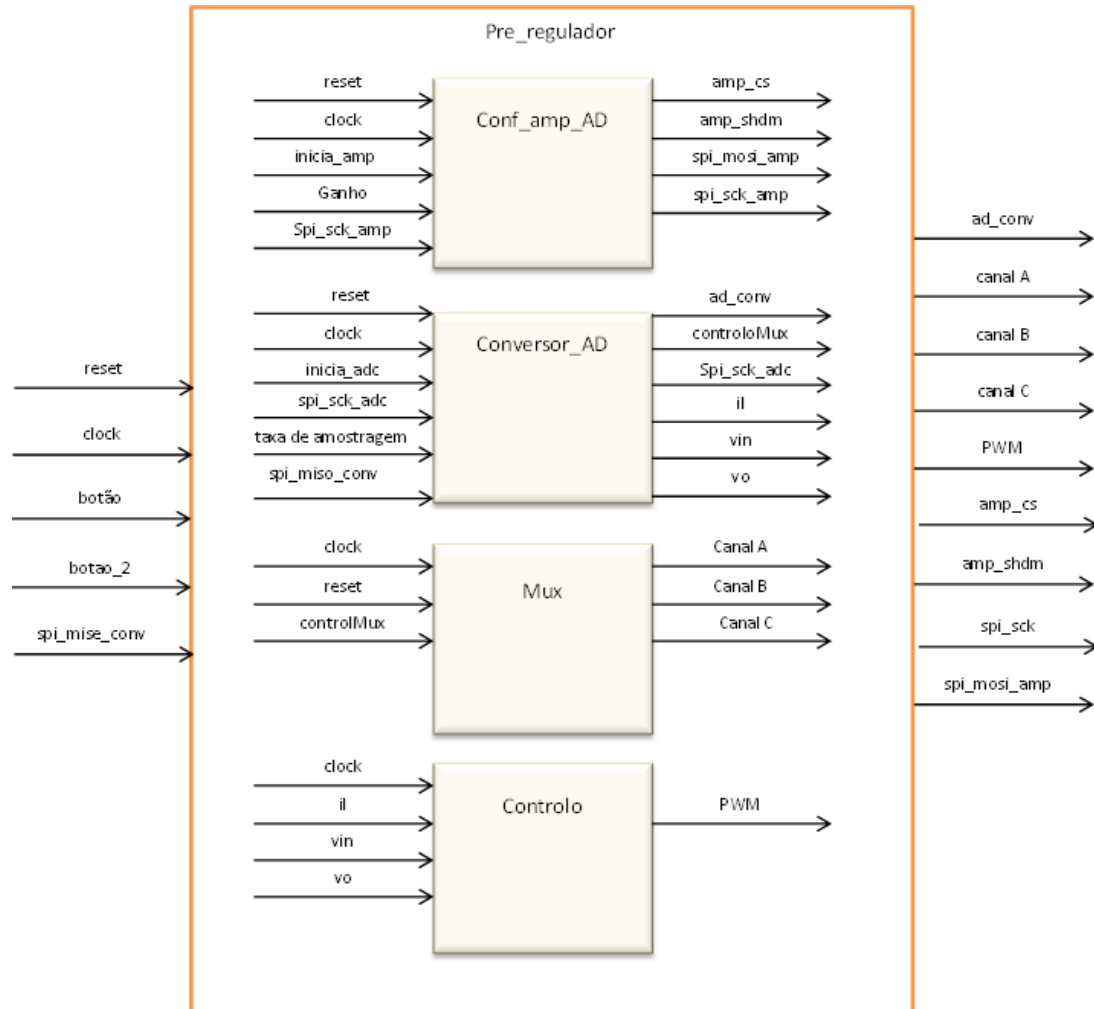 Pre_regulador
reset
clock
botão
botao_2
spi_mise_conv
reset
clock
inicia_amp
Ganho
Spi_sck_amp
Conf_amp_AD
amp_cs
amp_shdm
spi_mosi_amp
spi_sck_amp
reset
clock
inicia_adc
spi_sck_adc
taxa de amostragem
spi_miso_conv
Conversor_AD
ad_conv
controloMux
Spi_sck_adc
il
vin
vo
clock
reset
controlMux
Mux
Canal A
Canal B
Canal C
clock
il
vin
vo
Controlo
PWM
ad_conv
canal A
canal B
canal C
PWM
amp_cs
amp_shdm
spi_sck
spi_mosi_amp